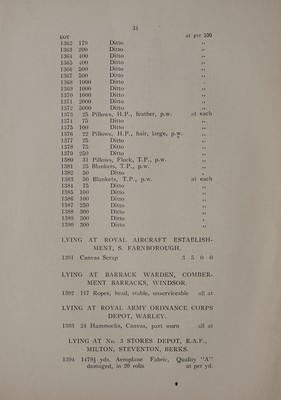 31
LOT at per 100
1362 179 Ditto ,,
1363 200 Ditto ,,
1364 400 Ditto ,,
1365 400 Ditto ,,
1366 500 Ditto ,,
1367 500 Ditto ,,
1368 1000 Ditto ,,
1369 1000 Ditto ,,
1370 1000 Ditto ,,
1371 2000 Ditto ,,
1372 5000 Ditto ,,
1373 25 Pillows, H.P., feather, p.w. at each
1374 75 Ditto ,,
1375 100 Ditto ,,
1376 22 Pillows, H.P., hair, large, p.w. ,,
1377 25 Ditto ,,
1378 75 Ditto ,,
1379 250 Ditto ,,
1380 31 Pillows, Flock, T.P., p.w. ,,
1381 25 Blankets, T.P., p.w. ,,
1382 50 Ditto ,,
1383 50 Blankets, T.P., p.w. at each
1384 75 Ditto ,,
1385 100 Ditto ,,
1386 100 Ditto ,,
1387 250 Ditto ,,
1388 300 Ditto ,,
1389 300 Ditto ,,
1390 300 Ditto ,,
LYING AT ROYAL AIRCRAFT ESTABLISH-
MENT, S. FARNBOROUGH.
1391 Canvas Scrap 3 5 0 0
LYING AT BARRACK WARDEN, COMBER-
MENT BARRACKS, WINDSOR.
1392 117 Ropes, head, stable, unserviceable all at
LYING AT ROYAL ARMY ORDNANCE CORPS
DEPOT, WARLEY.
1393 24 Hammocks, Canvas, part worn all at
LYING AT No. 3 STORES DEPOT, R.A.F.,
MILTON, STEVENTON, BERKS.
1394 1479½ yds. Aeroplane Fabric, Quality "A"
damaged, in 20 rolls at per yd.